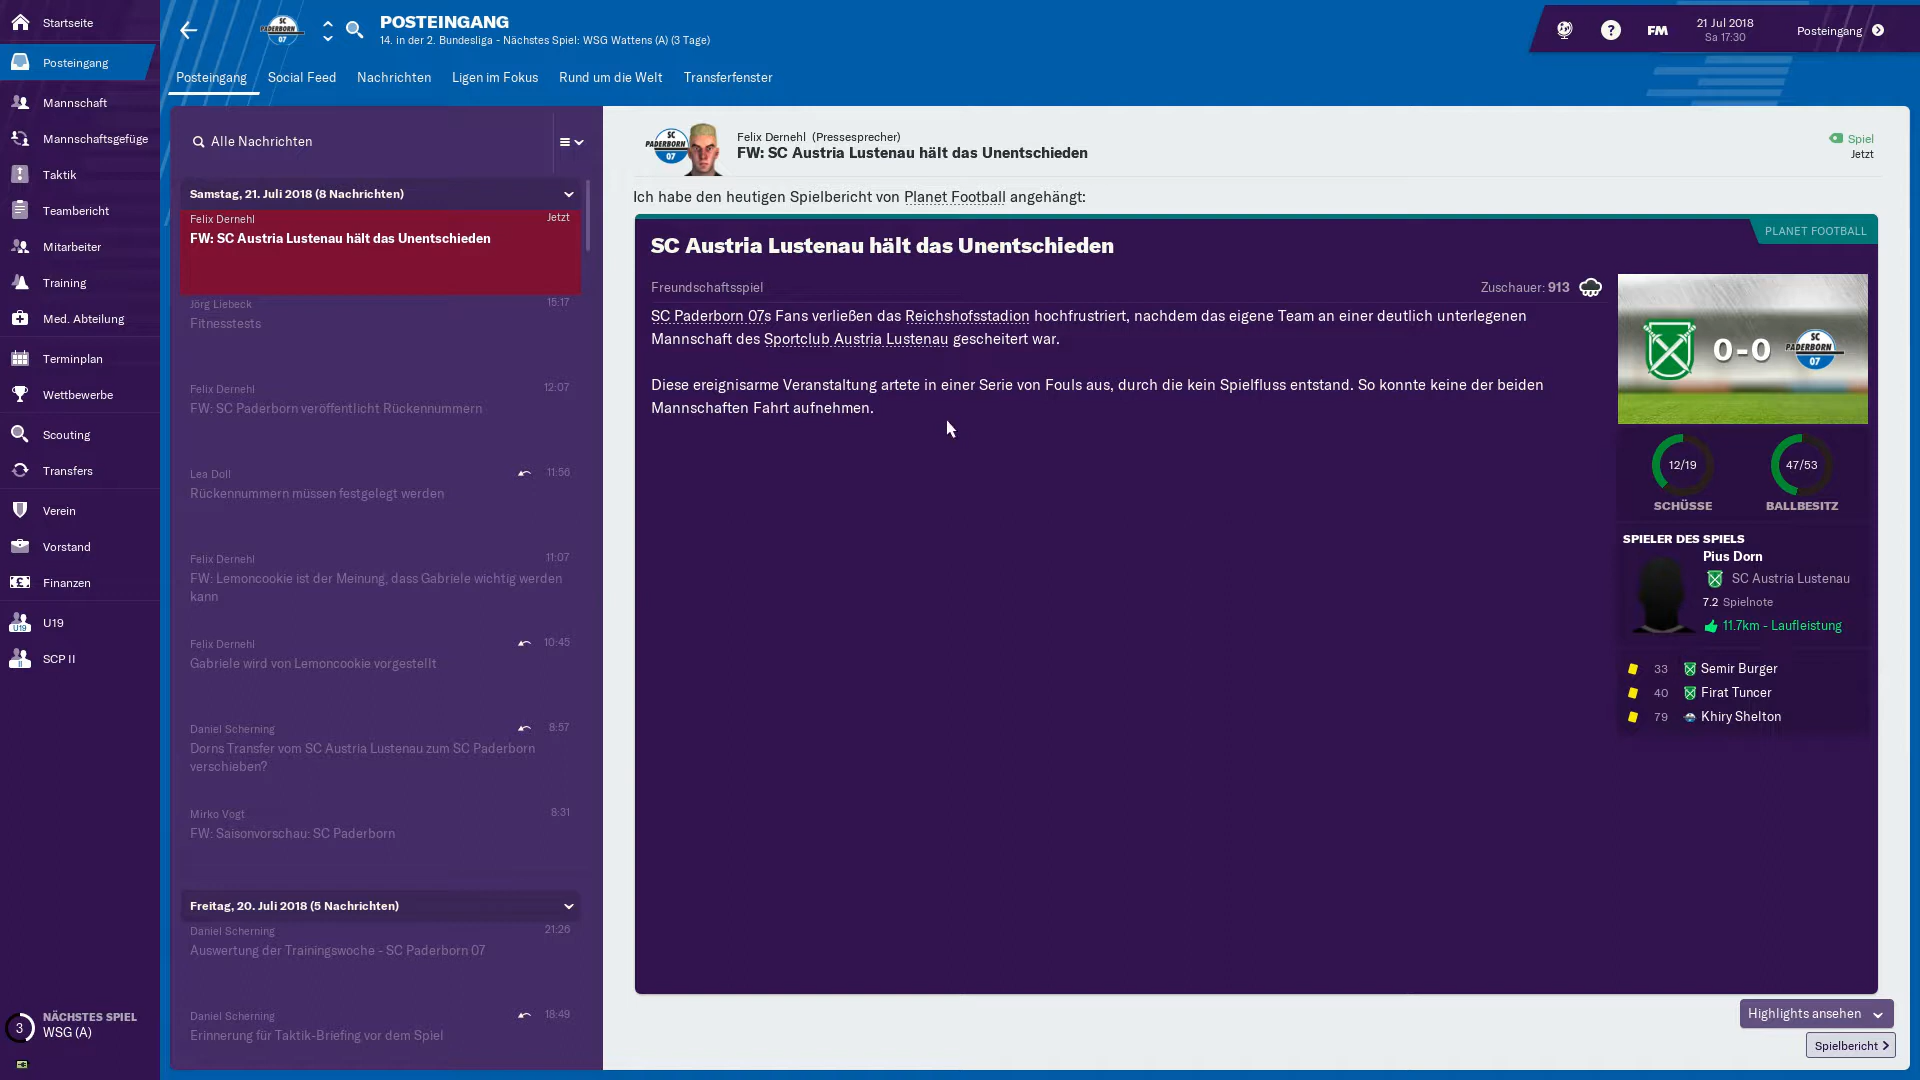 Startseite
Posteingang
Mannschaft
Mannschaftsgefüge
Taktik
Teambericht
Mitarbeiter
Training
Med. Abteilung
Terminplan
Wettbewerbe
Scouting
Transfers
Verein
Vorstand
Finanzen
U19
U19
SCP II
II
3
NÄCHSTES SPIEL
WSG (A)
SC
PADERBORN
07
POSTEINGANG
14. in der 2. Bundesliga - Nächstes Spiel: WSG Wattens (A) (3 Tage)
?
FM
21 Jul 2018
Sa 17:30
Posteingang
Posteingang
Social Feed
Nachrichten
Ligen im Fokus
Rund um die Welt
Transferfenster
Alle Nachrichten
Samstag, 21. Juli 2018 (8 Nachrichten)
Felix Dernehl
Jetzt
FW: SC Austria Lustenau hält das Unentschieden
Jörg Liebeck
15:17
Fitnesstests
Felix Dernehl
12:07
FW: SC Paderborn veröffentlicht Rückennummern
Lea Doll
11:56
Rückennummern müssen festgelegt werden
Felix Dernehl
11:07
FW: Lemoncookie ist der Meinung, dass Gabriele wichtig werden
kann
Felix Dernehl
10:45
Gabriele wird von Lemoncookie vorgestellt
Daniel Scherning
8:57
Dorns Transfer vom SC Austria Lustenau zum SC Paderborn
verschieben?
Mirko Vogt
8:31
FW: Saisonvorschau: SC Paderborn
Freitag, 20. Juli 2018 (5 Nachrichten)
Daniel Scherning
21:26
Auswertung der Trainingswoche - SC Paderborn 07
Daniel Scherning
18:49
Erinnerung für Taktik-Briefing vor dem Spiel
SC
PADERBORN
07
Felix Dernehl (Pressesprecher)
FW: SC Austria Lustenau hält das Unentschieden
Spiel
Jetzt
Ich habe den heutigen Spielbericht von Planet Football angehängt:
PLANET FOOTBALL
SC Austria Lustenau hält das Unentschieden
Freundschaftsspiel
Zuschauer: 913
SC Paderborn 07s Fans verließen das Reichshofsstadion hochfrustriert, nachdem das eigene Team an einer deutlich unterlegenen
Mannschaft des Sportclub Austria Lustenau gescheitert war.
Diese ereignisarme Veranstaltung artete in einer Serie von Fouls aus, durch die kein Spielfluss entstand. So konnte keine der beiden
Mannschaften Fahrt aufnehmen.
0 - 0
SC
PADERBORN
07
12/19
SCHÜSSE
47/53
BALLBESITZ
SPIELER DES SPIELS
Pius Dorn
SC Austria Lustenau
7.2 Spielnote
11.7km - Laufleistung
33 Semir Burger
40 Firat Tuncer
79 Khiry Shelton
Highlights ansehen
Spielbericht